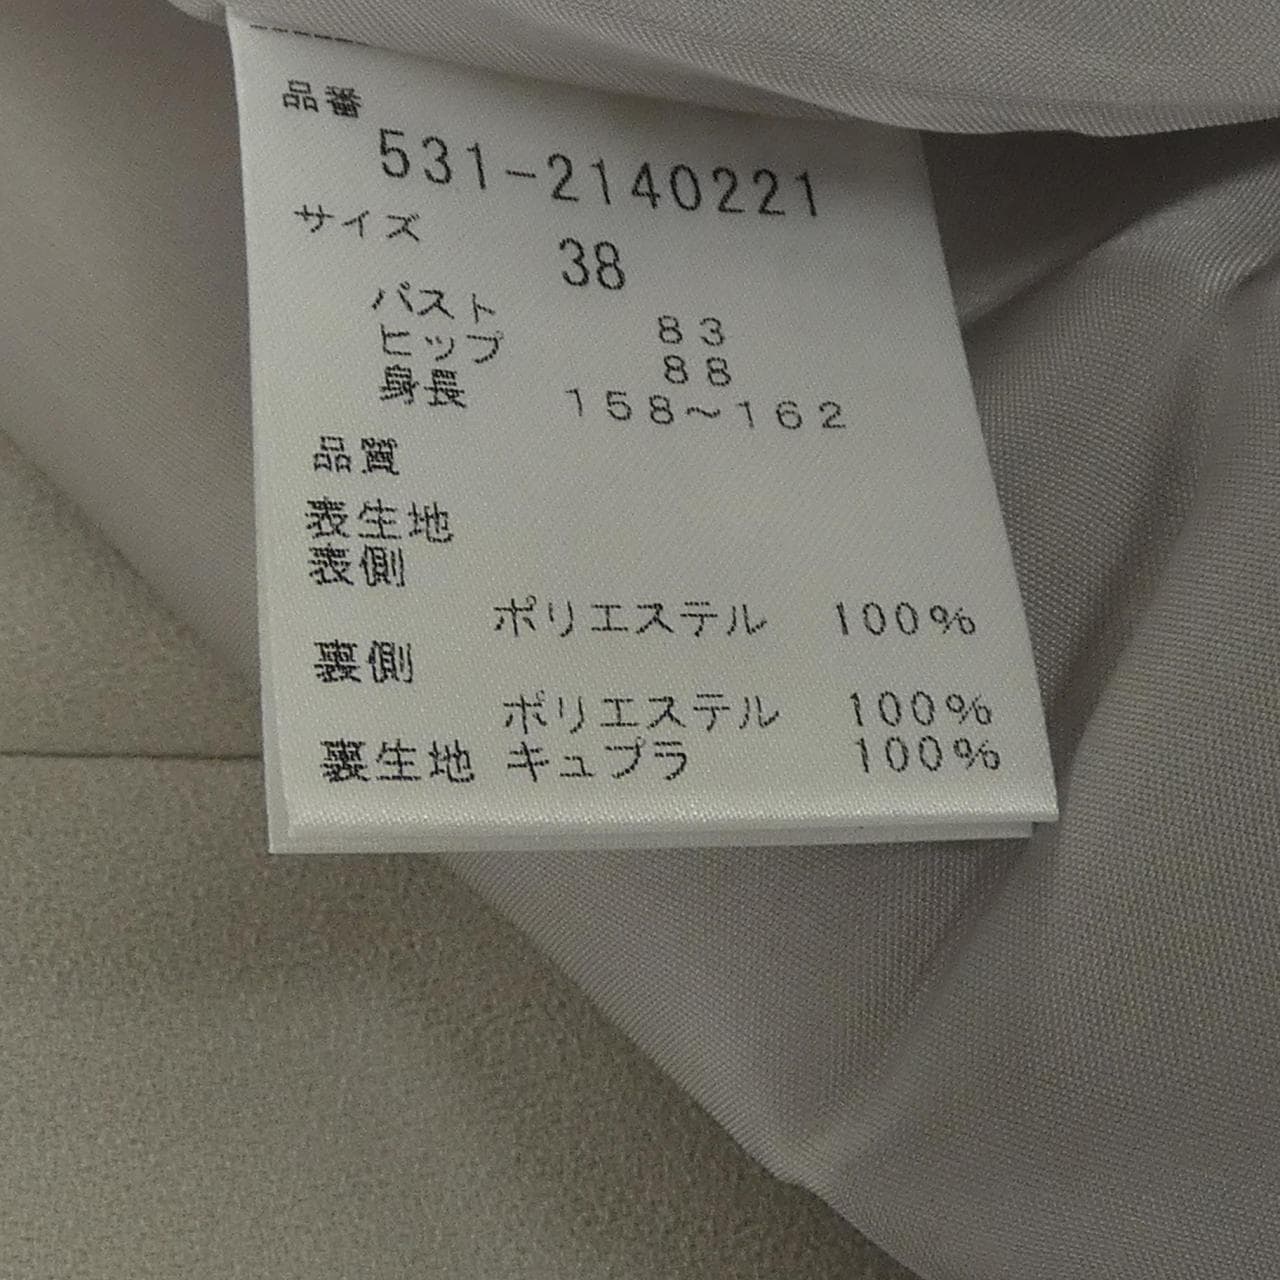 品番
531-2140221
サイズ 38
バスト 83
ヒップ 88
身長 158～162
品質
表生地
表側
ポリエステル 100%
裏側
ポリエステル 100%
裏生地 キュプラ 100%